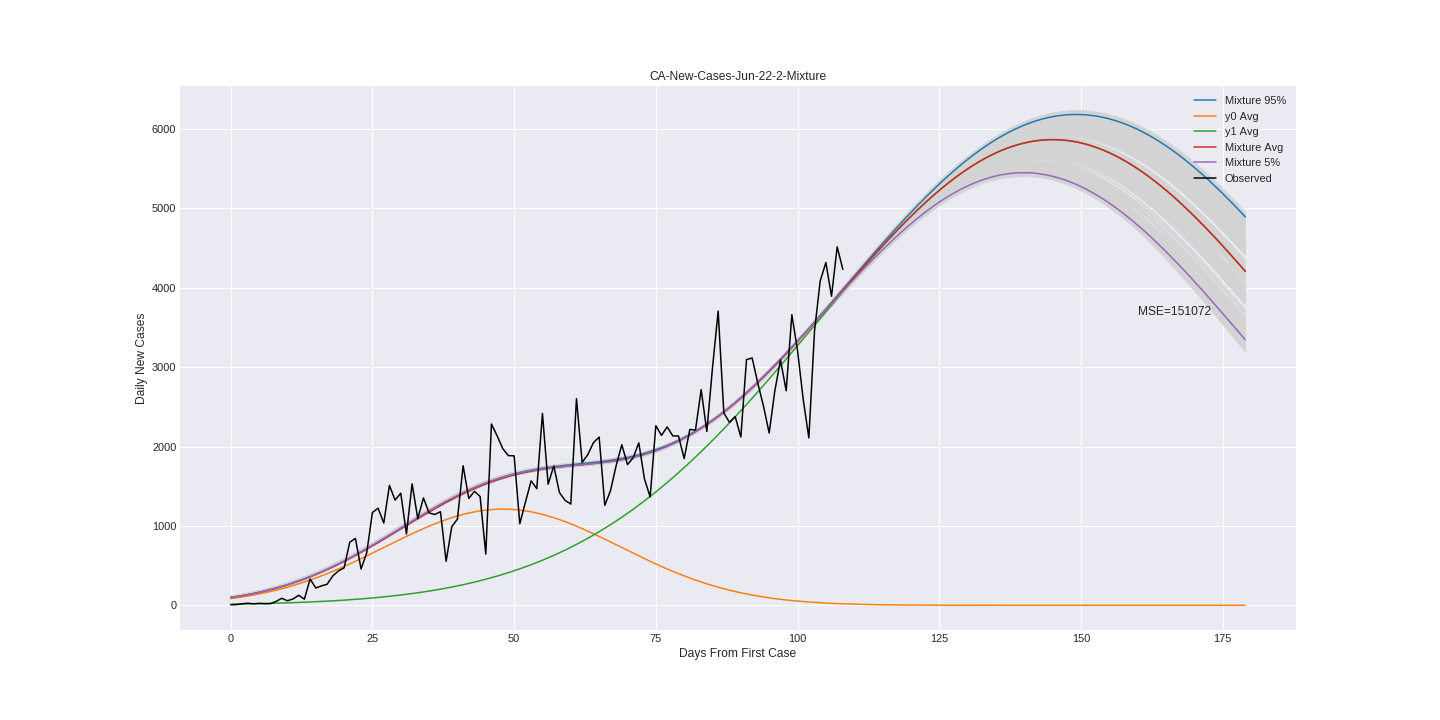 CA-New-Cases-Jun-22-2-Mixture
Mixture 95%
y0 Avg
y1 Avg
Mixture Avg
Mixture 5%
Observed
6000
5000
4000
3000
2000
1000
0
Daily New Cases
MSE=151072
0 25 50 75 100 125 150 175
Days From First Case